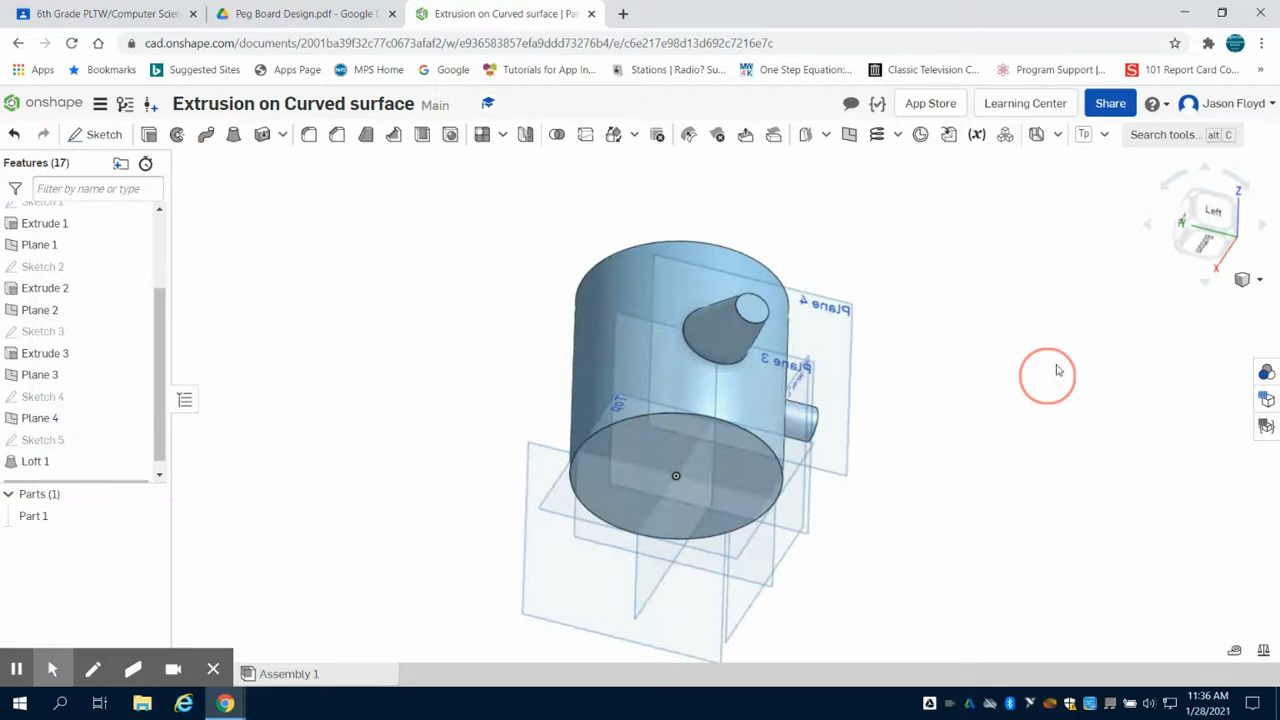 6th Grade PLTW/Computer Scien
Peg Board Design.pdf - Google D
Extrusion on Curved surface | Pa
cad.onshape.com/documents/2001ba39f32c77c0673afaf2/w/e936583857efe9ddd73276b4/e/c6e217e98d13d692c7216e7c
Apps
Bookmarks
Suggested Sites
Apps Page
MPS Home
Google
Tutorials for App In...
Stations | Radio? Su...
One Step Equation:...
Classic Television C...
Program Support |...
101 Report Card Co...
»
onshape
Extrusion on Curved surface Main
App Store
Learning Center
Share
Jason Floyd
Sketch
Search tools... alt C
Features (17)
Filter by name or type
Sketch 1
Extrude 1
Plane 1
Sketch 2
Extrude 2
Plane 2
Sketch 3
Extrude 3
Plane 3
Sketch 4
Plane 4
Sketch 5
Loft 1
Parts (1)
Part 1
Plane 4
Plane 3
Top
Left
Z
X
Assembly 1
11:36 AM
1/28/2021